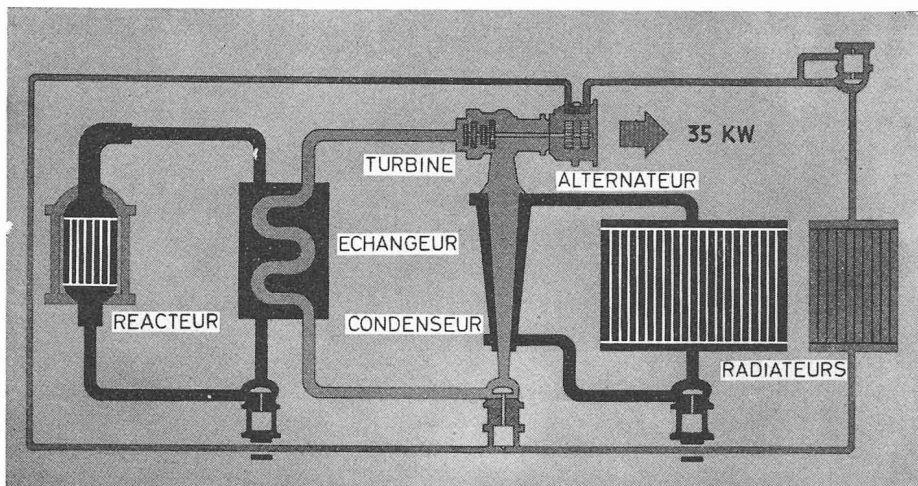 35 KW
TURBINE
ALTERNATEUR
ECHANGEUR
REACTEUR
CONDENSEUR
RADIATEURS